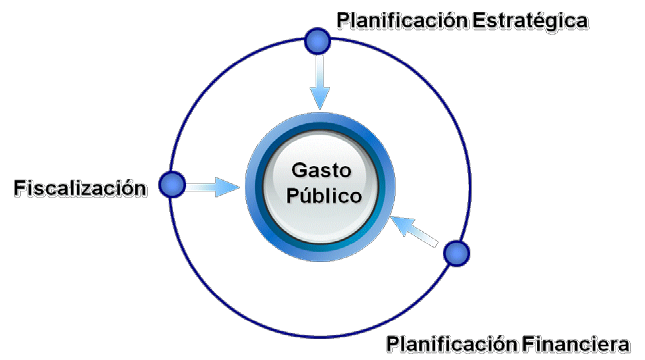 Planificación Estratégica
Gasto
Público
Fiscalización
Planificación Financiera